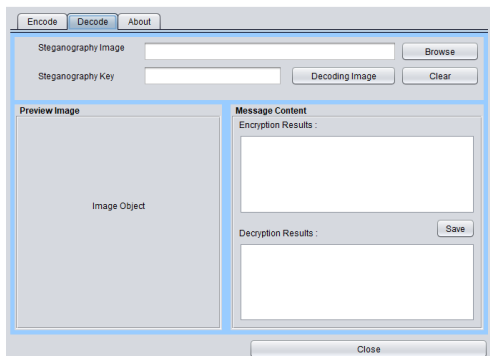 Encode Decode About
Steganography Image Browse
Steganography Key Decoding Image Clear
Preview Image
Image Object
Message Content
Encryption Results :
Save
Decryption Results :
Close